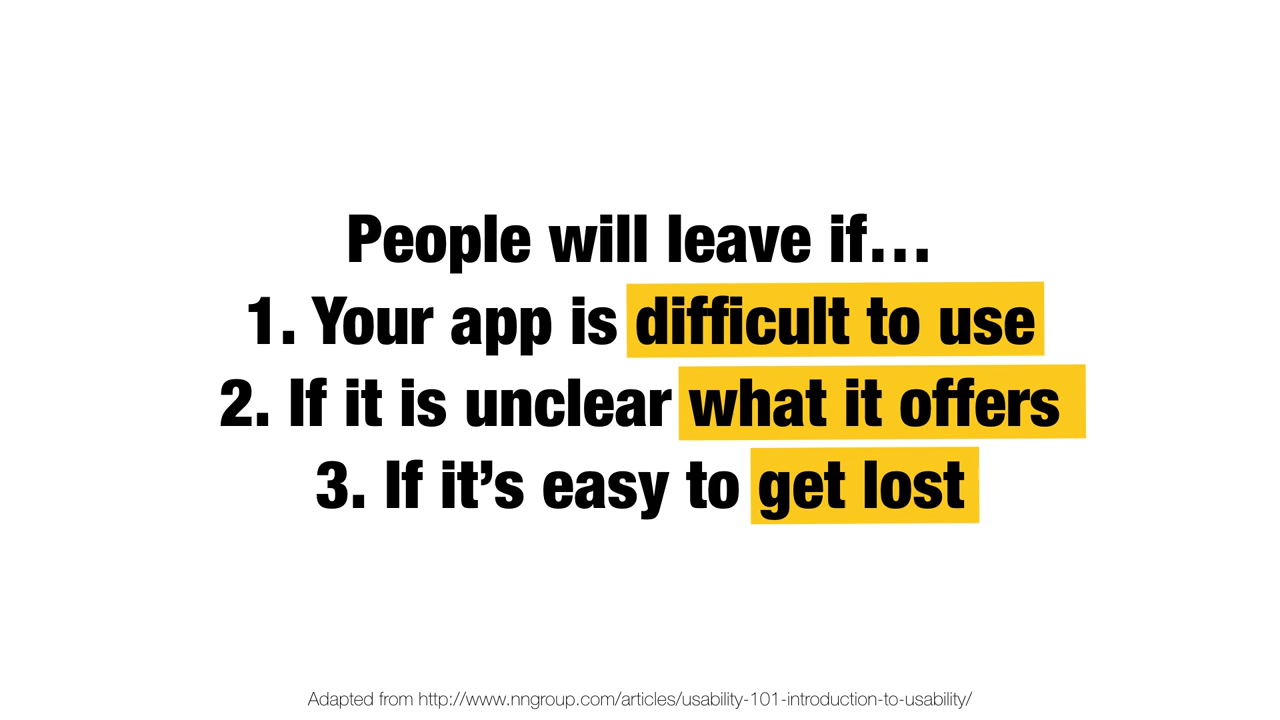 People will leave if…
1. Your app is difficult to use
2. If it is unclear what it offers
3. If it’s easy to get lost
Adapted from http://www.nngroup.com/articles/usability-101-introduction-to-usability/